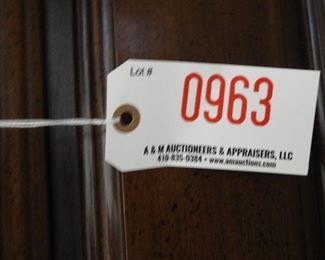 Lot #
0963
A & M AUCTIONEERS & APPRAISERS, LLC
410-835-0384 • www.amauctions.com